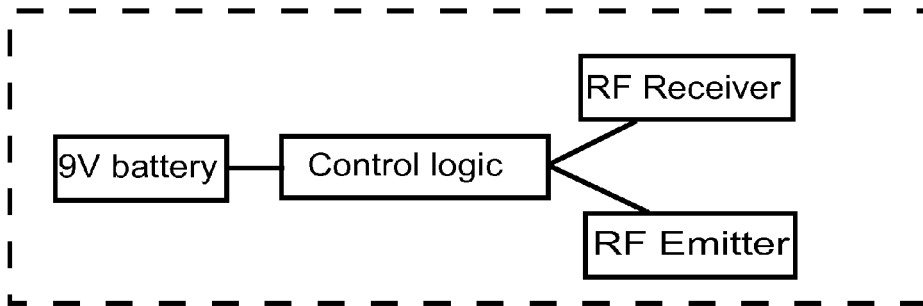 RF Receiver
9V battery
Control logic
RF Emitter